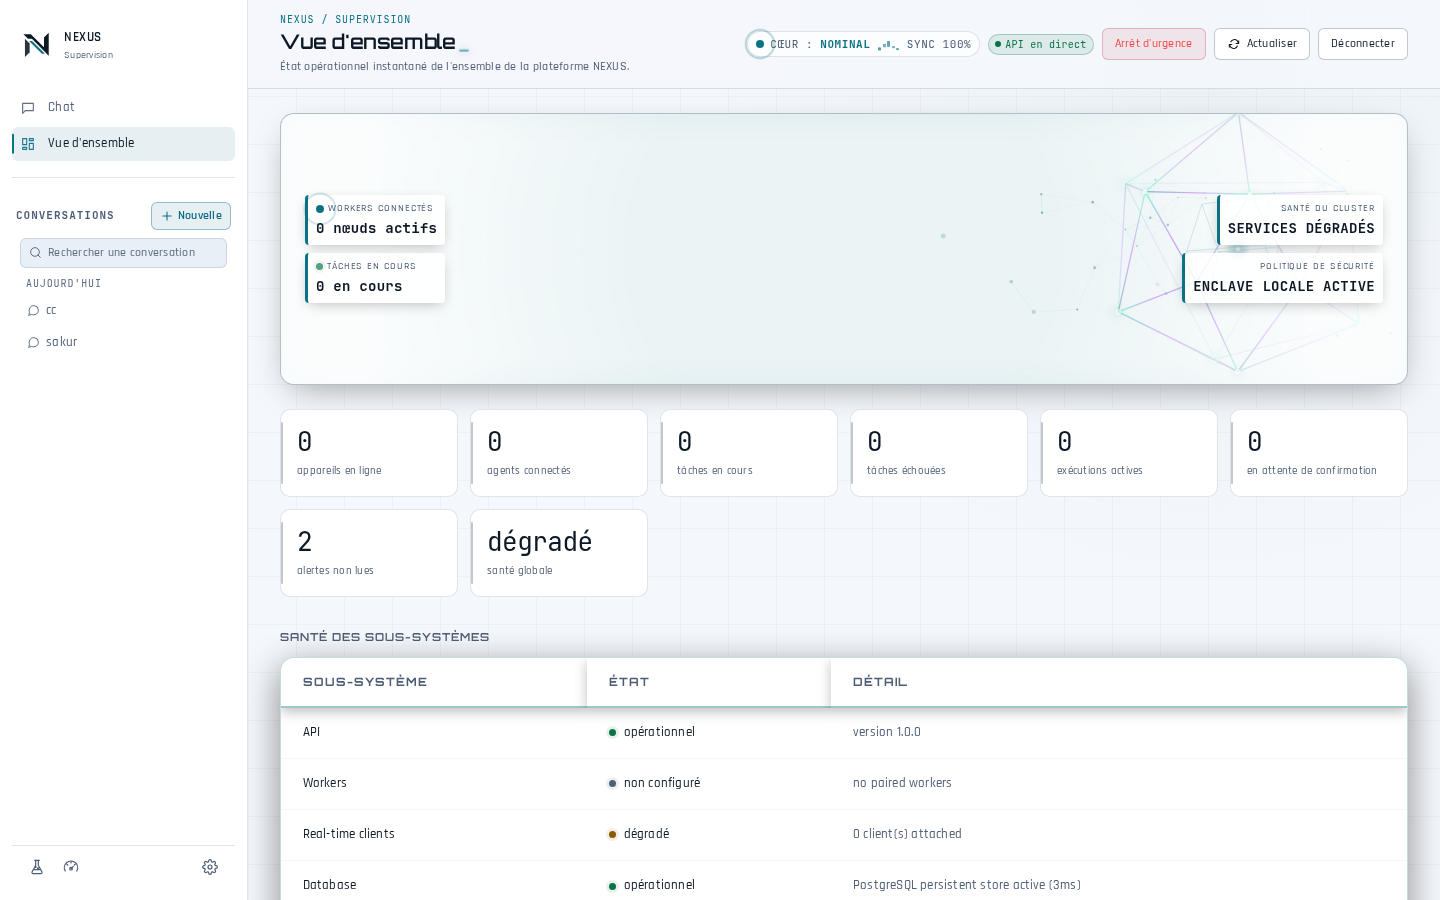 NEXUS
Supervision
Chat
Vue d'ensemble
CONVERSATIONS
Nouvelle
Rechercher une conversation
AUJOURD'HUI
cc
sakur
NEXUS / SUPERVISION
Vue d'ensemble_
État opérationnel instantané de l'ensemble de la plateforme NEXUS.
CŒUR : NOMINAL SYNC 100%
API en direct
Arrêt d'urgence
Actualiser
Déconnecter
WORKERS CONNECTÉS
0 nœuds actifs
TÂCHES EN COURS
0 en cours
SANTÉ DU CLUSTER
SERVICES DÉGRADÉS
POLITIQUE DE SÉCURITÉ
ENCLAVE LOCALE ACTIVE
0
appareils en ligne
0
agents connectés
0
tâches en cours
0
tâches échouées
0
exécutions actives
0
en attente de confirmation
2
alertes non lues
dégradé
santé globale
SANTÉ DES SOUS-SYSTÈMES
SOUS-SYSTÈME ÉTAT DÉTAIL
API opérationnel version 1.0.0
Workers non configuré no paired workers
Real-time clients dégradé 0 client(s) attached
Database opérationnel PostgreSQL persistent store active (3ms)